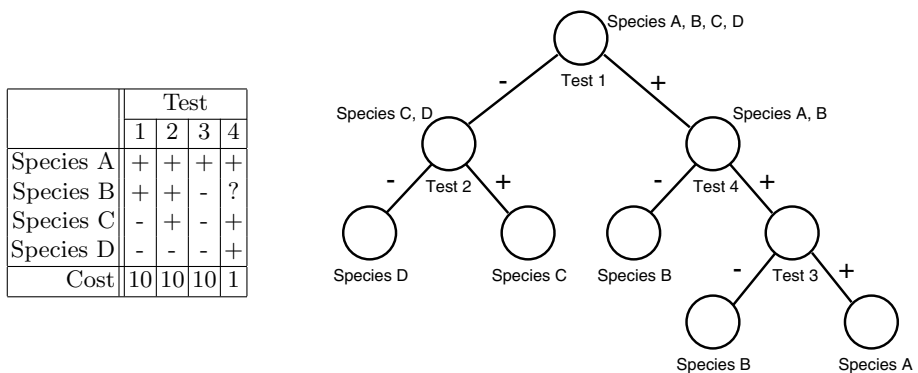 Test
1 2 3 4
Species A + + + +
Species B + + - ?
Species C - + - +
Species D - - - +
Cost 10 10 10 1
Species A, B, C, D
Test 1
- +
Species C, D
Species A, B
Test 2
- +
Test 4
- +
Species D
Species C
Species B
Test 3
- +
Species B
Species A